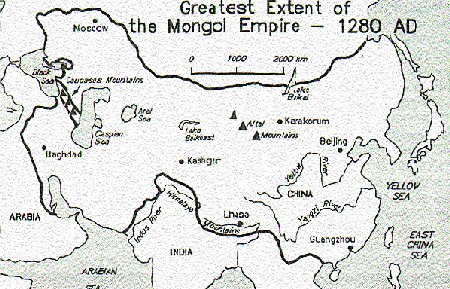 Greatest Extent of
the Mongol Empire – 1280 AD
Moscow
0 1000 2000 km
Black
Sea
Caucasus Mountains
Lake
Aral
Sea
Altai
Karakorum
Caspian
Sea
Lake
Mountains
Beijing
Baghdad
Kashgar
Yellow
River
CHINA
YELLOW
SEA
ARABIA
Indus River
Himalaya
Mountains
Lhasa
Yangzi River
INDIA
Guangzhou
EAST
CHINA
SEA
ARABIAN
SEA